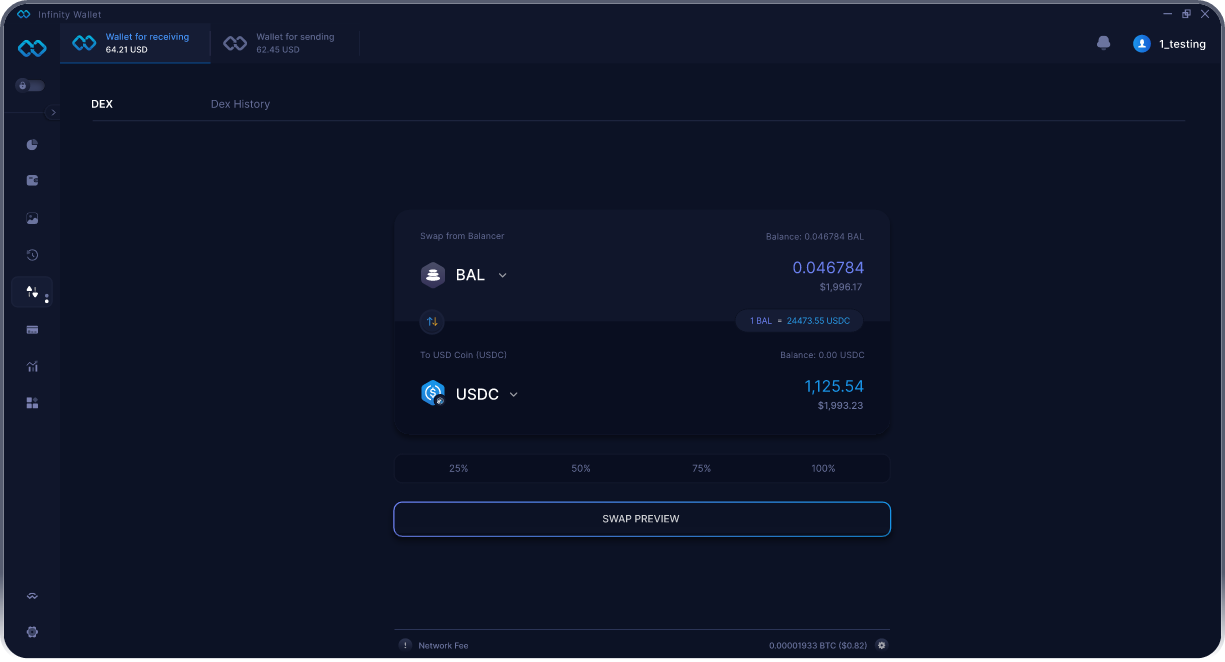 Infinity Wallet
Wallet for receiving
64.21 USD
Wallet for sending
62.45 USD
1_testing
DEX
Dex History
Swap from Balancer
Balance: 0.046784 BAL
BAL
0.046784
$1,996.17
1 BAL = 24473.55 USDC
To USD Coin (USDC)
Balance: 0.00 USDC
USDC
1,125.54
$1,993.23
25% 50% 75% 100%
SWAP PREVIEW
! Network Fee
0.00001933 BTC ($0.82)